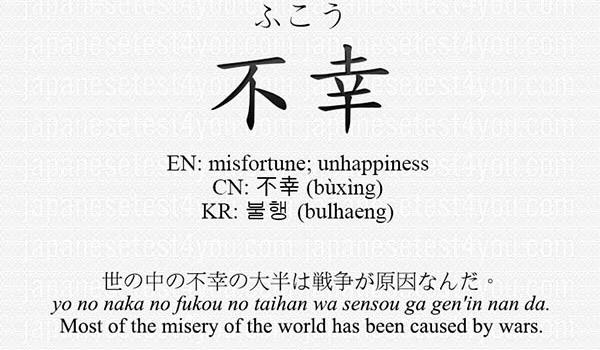 ふこう
不幸
EN: misfortune; unhappiness
CN: 不幸 (bùxìng)
KR: 불행 (bulhaeng)
世の中の不幸の大半は戦争が原因なんだ。
yo no naka no fukou no taihan wa sensou ga gen'in nan da.
Most of the misery of the world has been caused by wars.
japanesetest4you.com